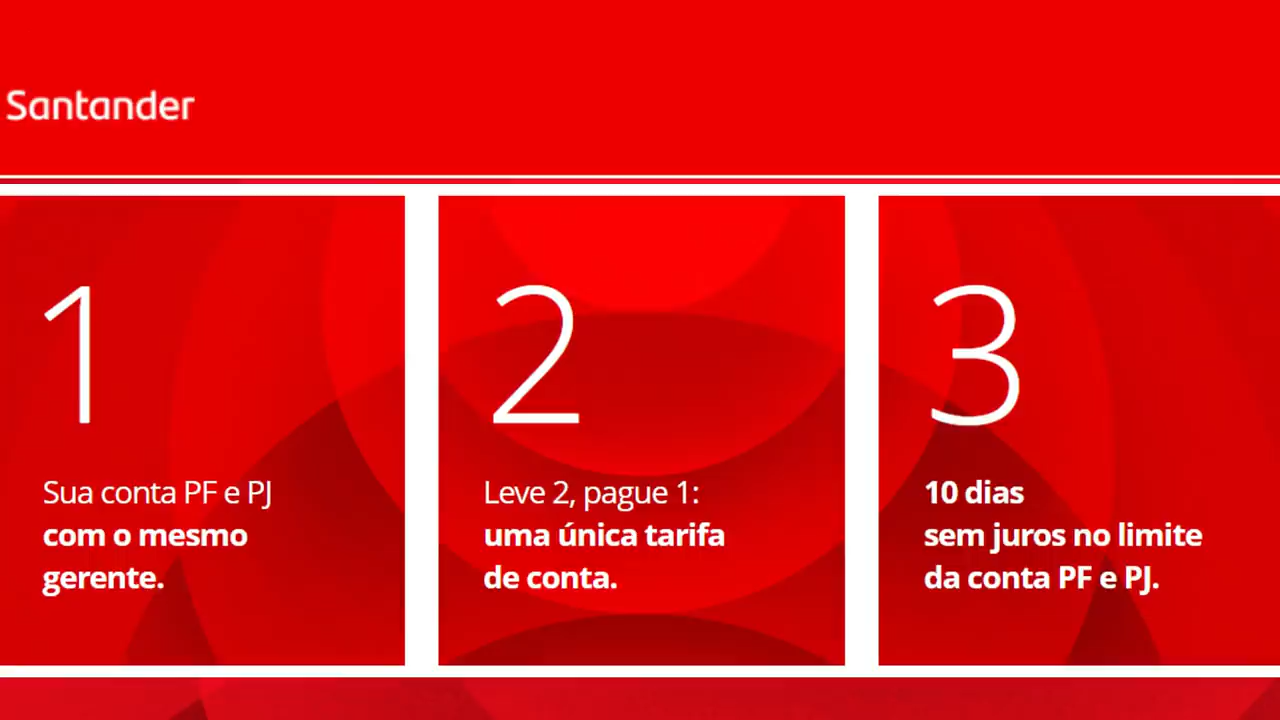 Santander
1
Sua conta PF e PJ
com o mesmo
gerente.
2
Leve 2, pague 1:
uma única tarifa
de conta.
3
10 dias
sem juros no limite
da conta PF e PJ.